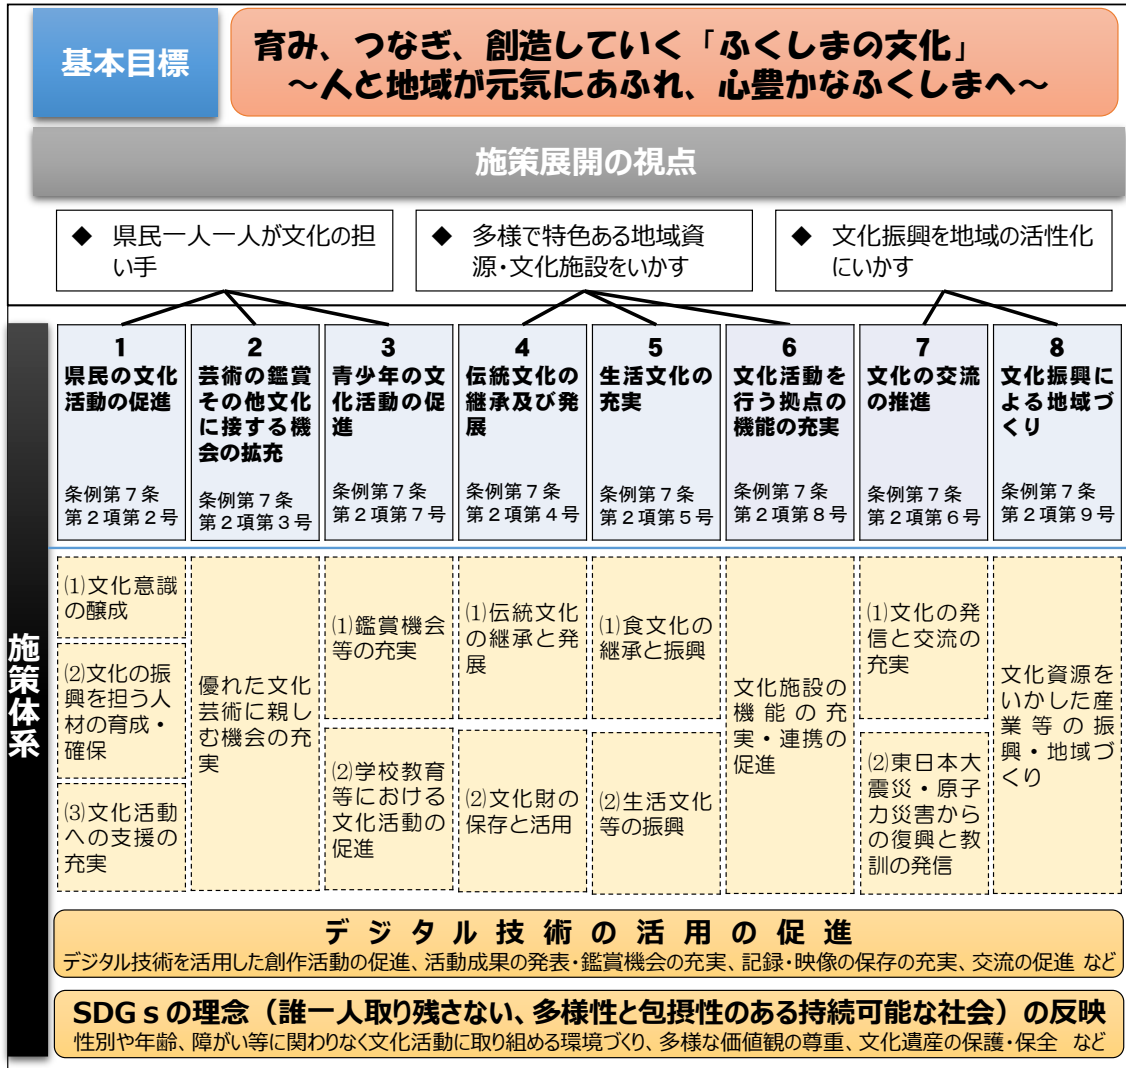 基本目標
育み、つなぎ、創造していく「ふくしまの文化」
～人と地域が元気にあふれ、心豊かなふくしまへ～
施策展開の視点
◆ 県民一人一人が文化の担
い手
◆ 多様で特色ある地域資
源・文化施設をいかす
◆ 文化振興を地域の活性化
にいかす
施策体系
1
県民の文化
活動の促進
条例第７条
第２項第２号
2
芸術の鑑賞
その他文化
に接する機
会の拡充
条例第７条
第２項第３号
3
青少年の文
化活動の促
進
条例第７条
第２項第７号
4
伝統文化の
継承及び発
展
条例第７条
第２項第４号
5
生活文化の
充実
条例第７条
第２項第５号
6
文化活動を
行う拠点の
機能の充実
条例第７条
第２項第８号
7
文化の交流
の推進
条例第７条
第２項第６号
8
文化振興に
よる地域づ
くり
条例第７条
第２項第９号
⑴文化意識
の醸成
⑵文化の振
興を担う人
材の育成・
確保
⑶文化活動
への支援の
充実
優れた文化
芸術に親し
む機会の充
実
⑴鑑賞機会
等の充実
⑵学校教育
等における
文化活動の
促進
⑴伝統文化
の継承と発
展
⑵文化財の
保存と活用
⑴食文化の
継承と振興
⑵生活文化
等の振興
文化施設の
機能の充
実・連携の
促進
⑴文化の発
信と交流の
充実
⑵東日本大
震災・原子
力災害から
の復興と教
訓の発信
文化資源を
いかした産
業等の振
興・地域づ
くり
デジタル技術の活用の促進
デジタル技術を活用した創作活動の促進、活動成果の発表・鑑賞機会の充実、記録・映像の保存の充実、交流の促進 など
SDGｓの理念（誰一人取り残さない、多様性と包摂性のある持続可能な社会）の反映
性別や年齢、障がい等に関わりなく文化活動に取り組める環境づくり、多様な価値観の尊重、文化遺産の保護・保全 など